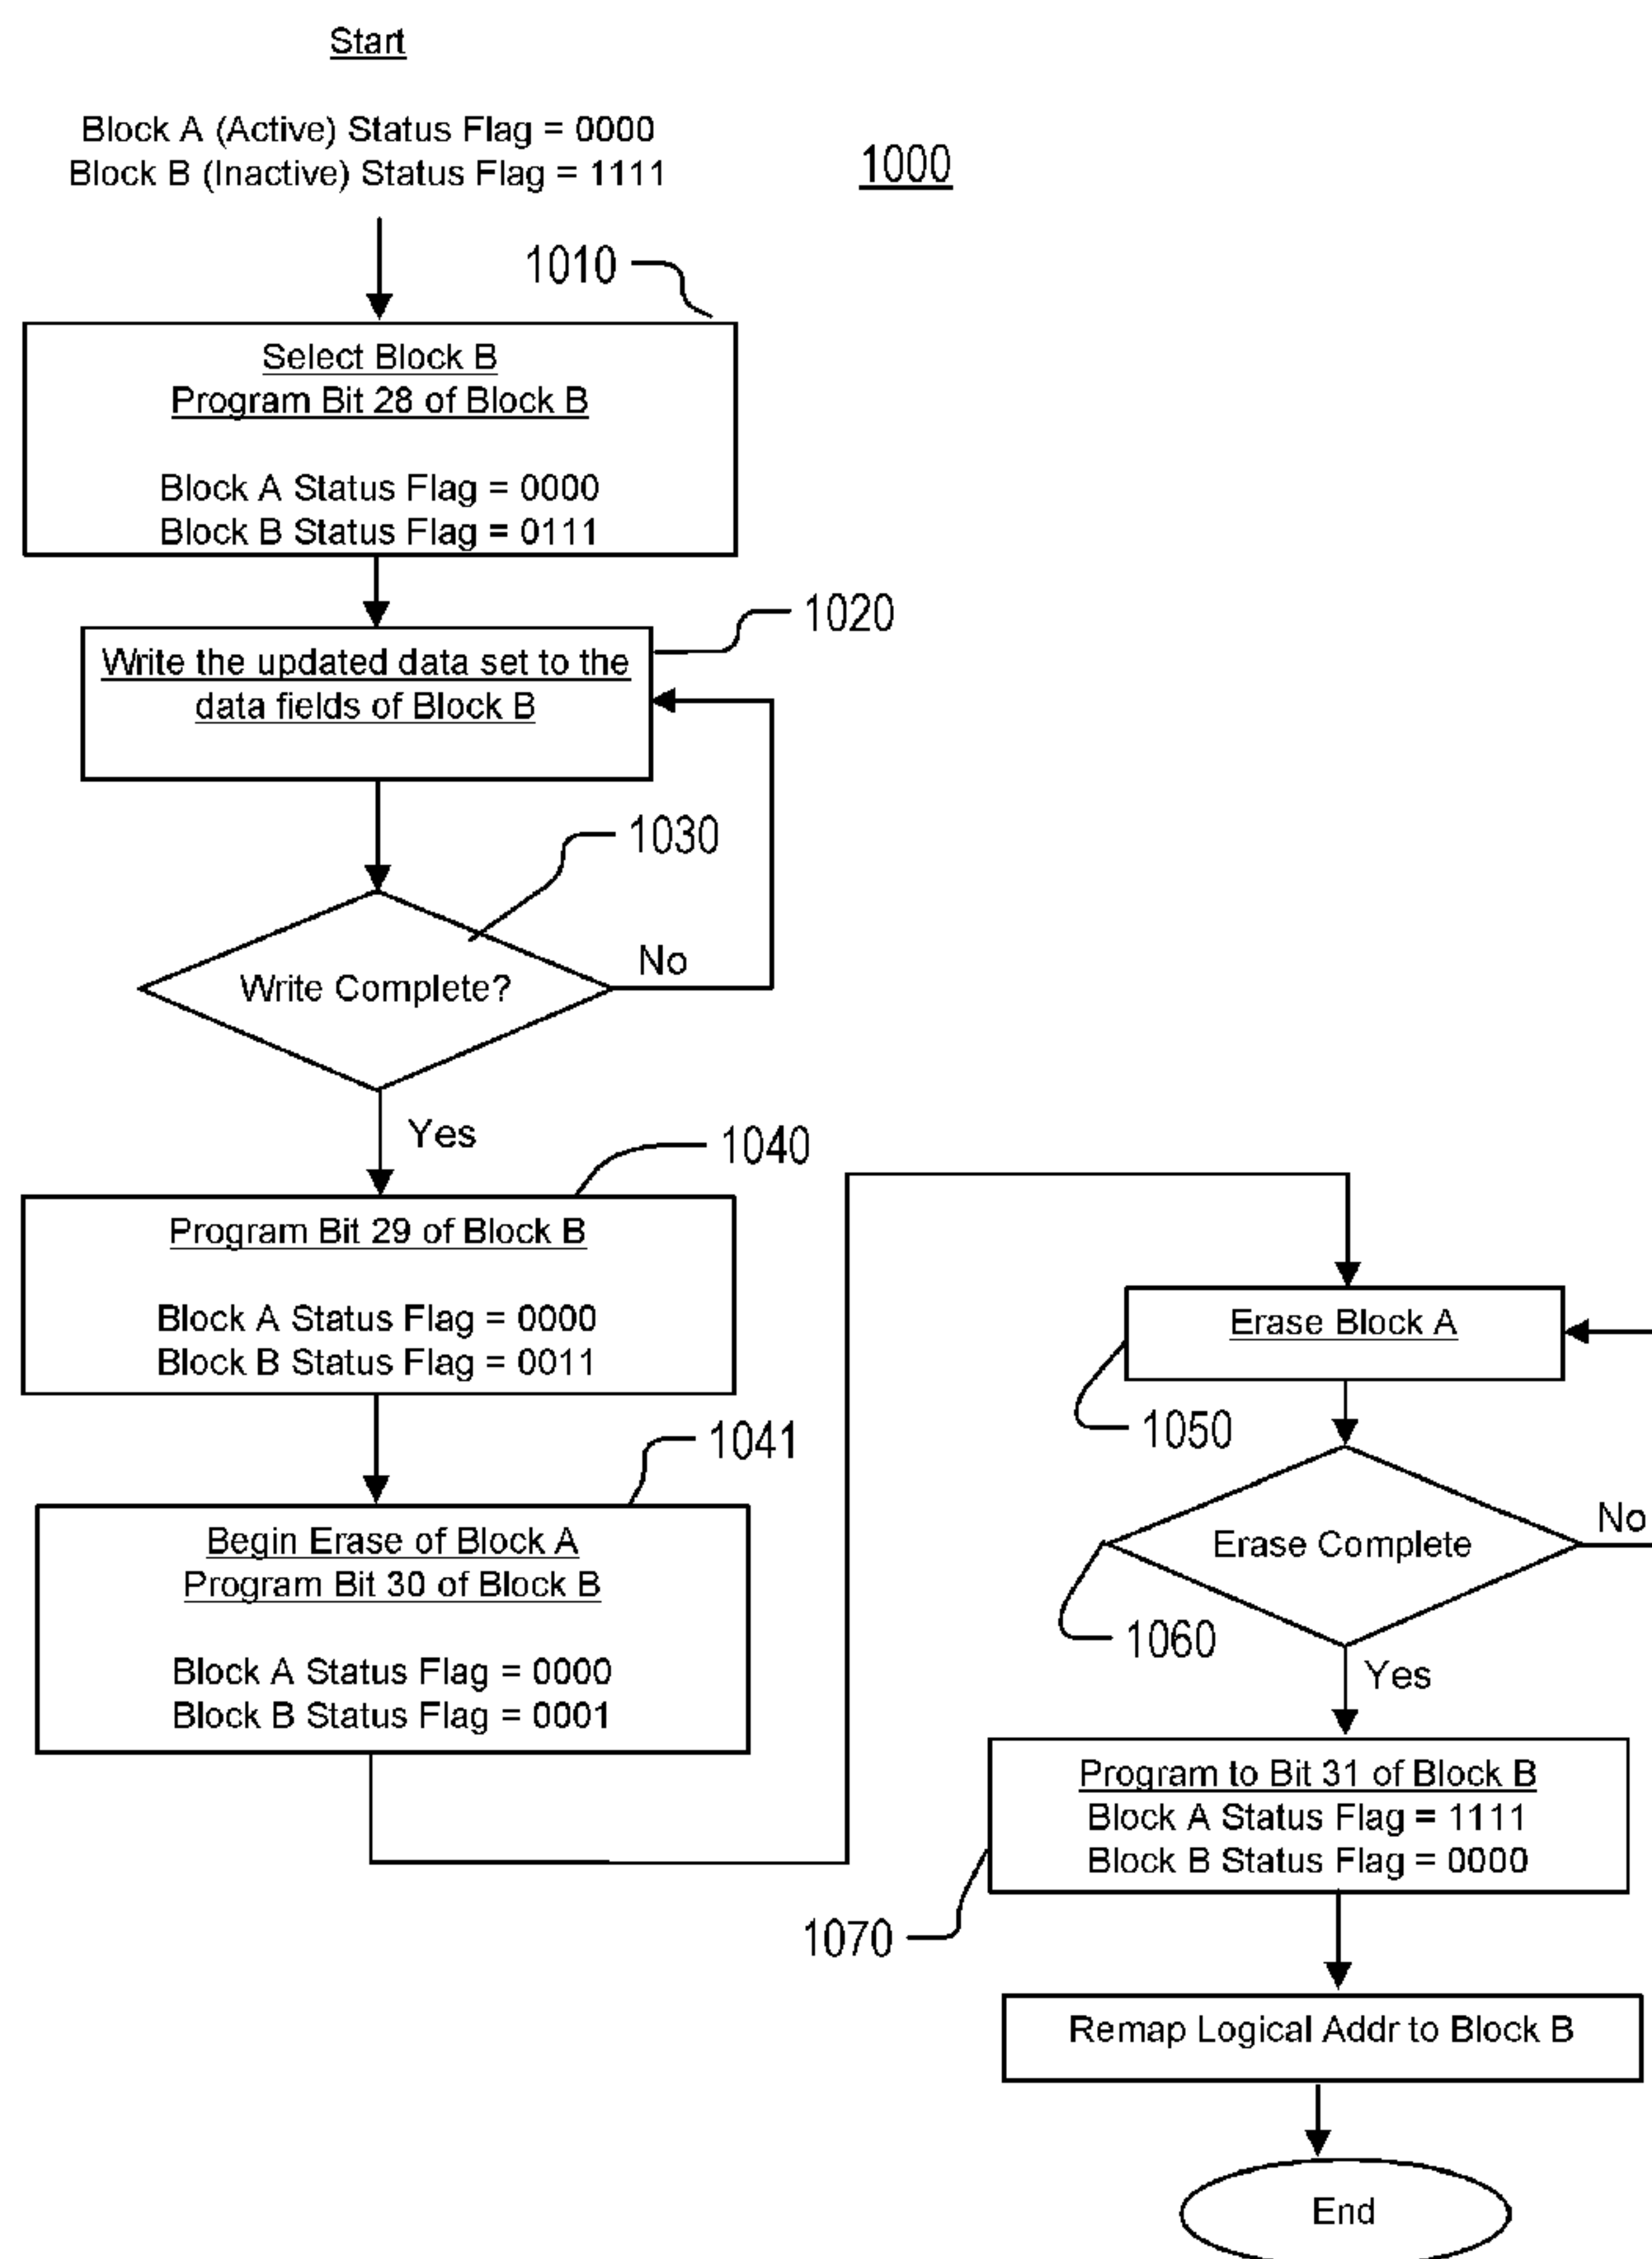 Start
Block A (Active) Status Flag = 0000
Block B (Inactive) Status Flag = 1111
1000
1010
Select Block B
Program Bit 28 of Block B
Block A Status Flag = 0000
Block B Status Flag = 0111
1020
Write the updated data set to the
data fields of Block B
1030
Write Complete?
No
Yes
1040
Program Bit 29 of Block B
Block A Status Flag = 0000
Block B Status Flag = 0011
1041
Begin Erase of Block A
Program Bit 30 of Block B
Block A Status Flag = 0000
Block B Status Flag = 0001
Erase Block A
1050
Erase Complete
No
1060
Yes
Program to Bit 31 of Block B
Block A Status Flag = 1111
Block B Status Flag = 0000
1070
Remap Logical Addr to Block B
End